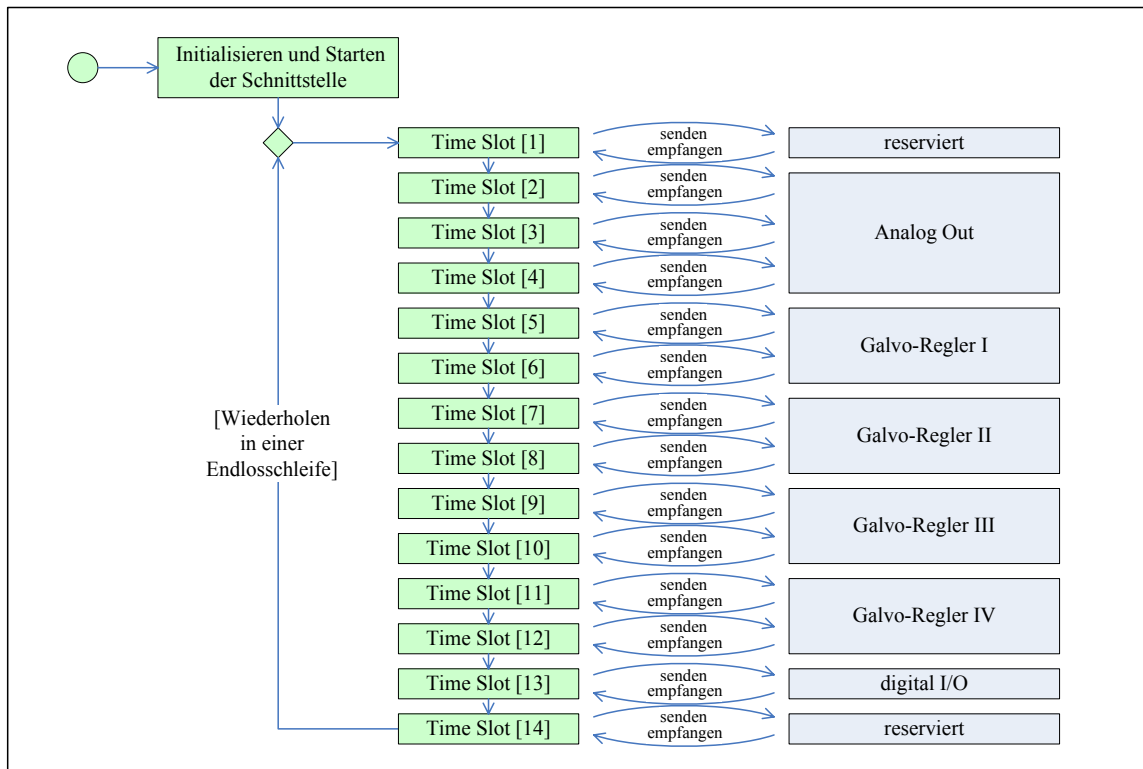 Initialisieren und Starten
der Schnittstelle
Time Slot [1]
senden
empfangen
reserviert
Time Slot [2]
senden
empfangen
Time Slot [3]
senden
empfangen
Analog Out
Time Slot [4]
senden
empfangen
Time Slot [5]
senden
empfangen
Galvo-Regler I
Time Slot [6]
senden
empfangen
[Wiederholen
in einer
Endlosschleife]
Time Slot [7]
senden
empfangen
Galvo-Regler II
Time Slot [8]
senden
empfangen
Time Slot [9]
senden
empfangen
Galvo-Regler III
Time Slot [10]
senden
empfangen
Time Slot [11]
senden
empfangen
Galvo-Regler IV
Time Slot [12]
senden
empfangen
Time Slot [13]
senden
empfangen
digital I/O
Time Slot [14]
senden
empfangen
reserviert